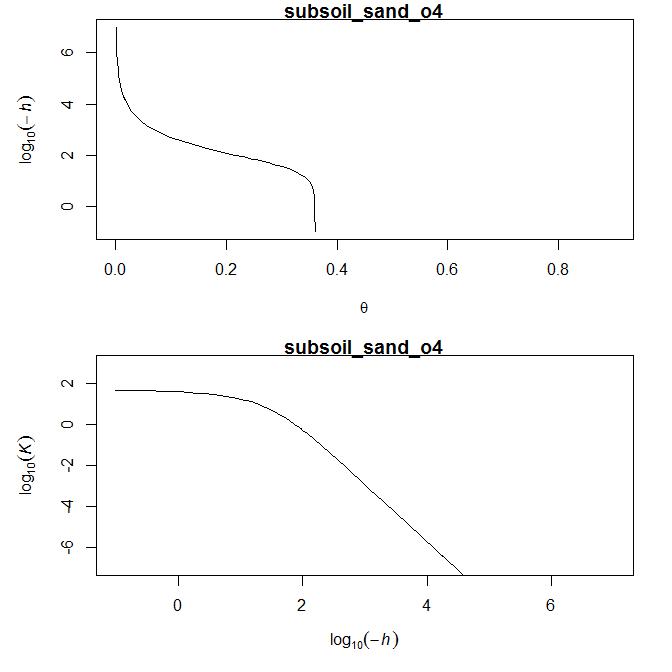 subsoil_sand_o4
6
4
2
0
log₁₀(−h)
0.0 0.2 0.4 0.6 0.8
θ
subsoil_sand_o4
2
0
-2
-4
-6
log₁₀(K)
0 2 4 6
log₁₀(−h)